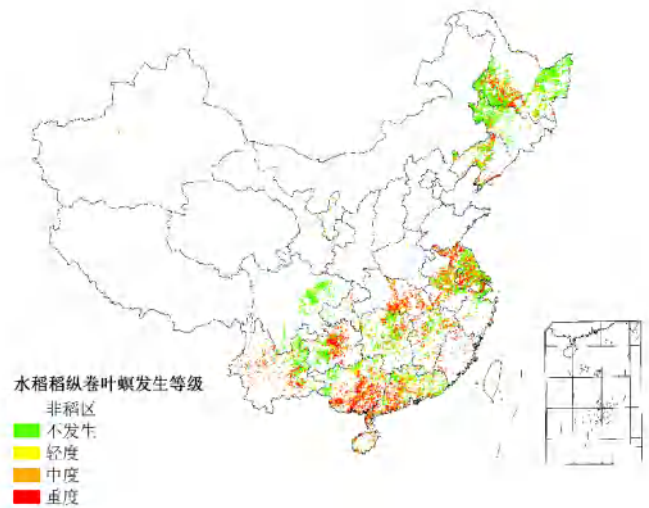 水稻稻纵卷叶螟发生等级
非稻区
不发生
轻度
中度
重度